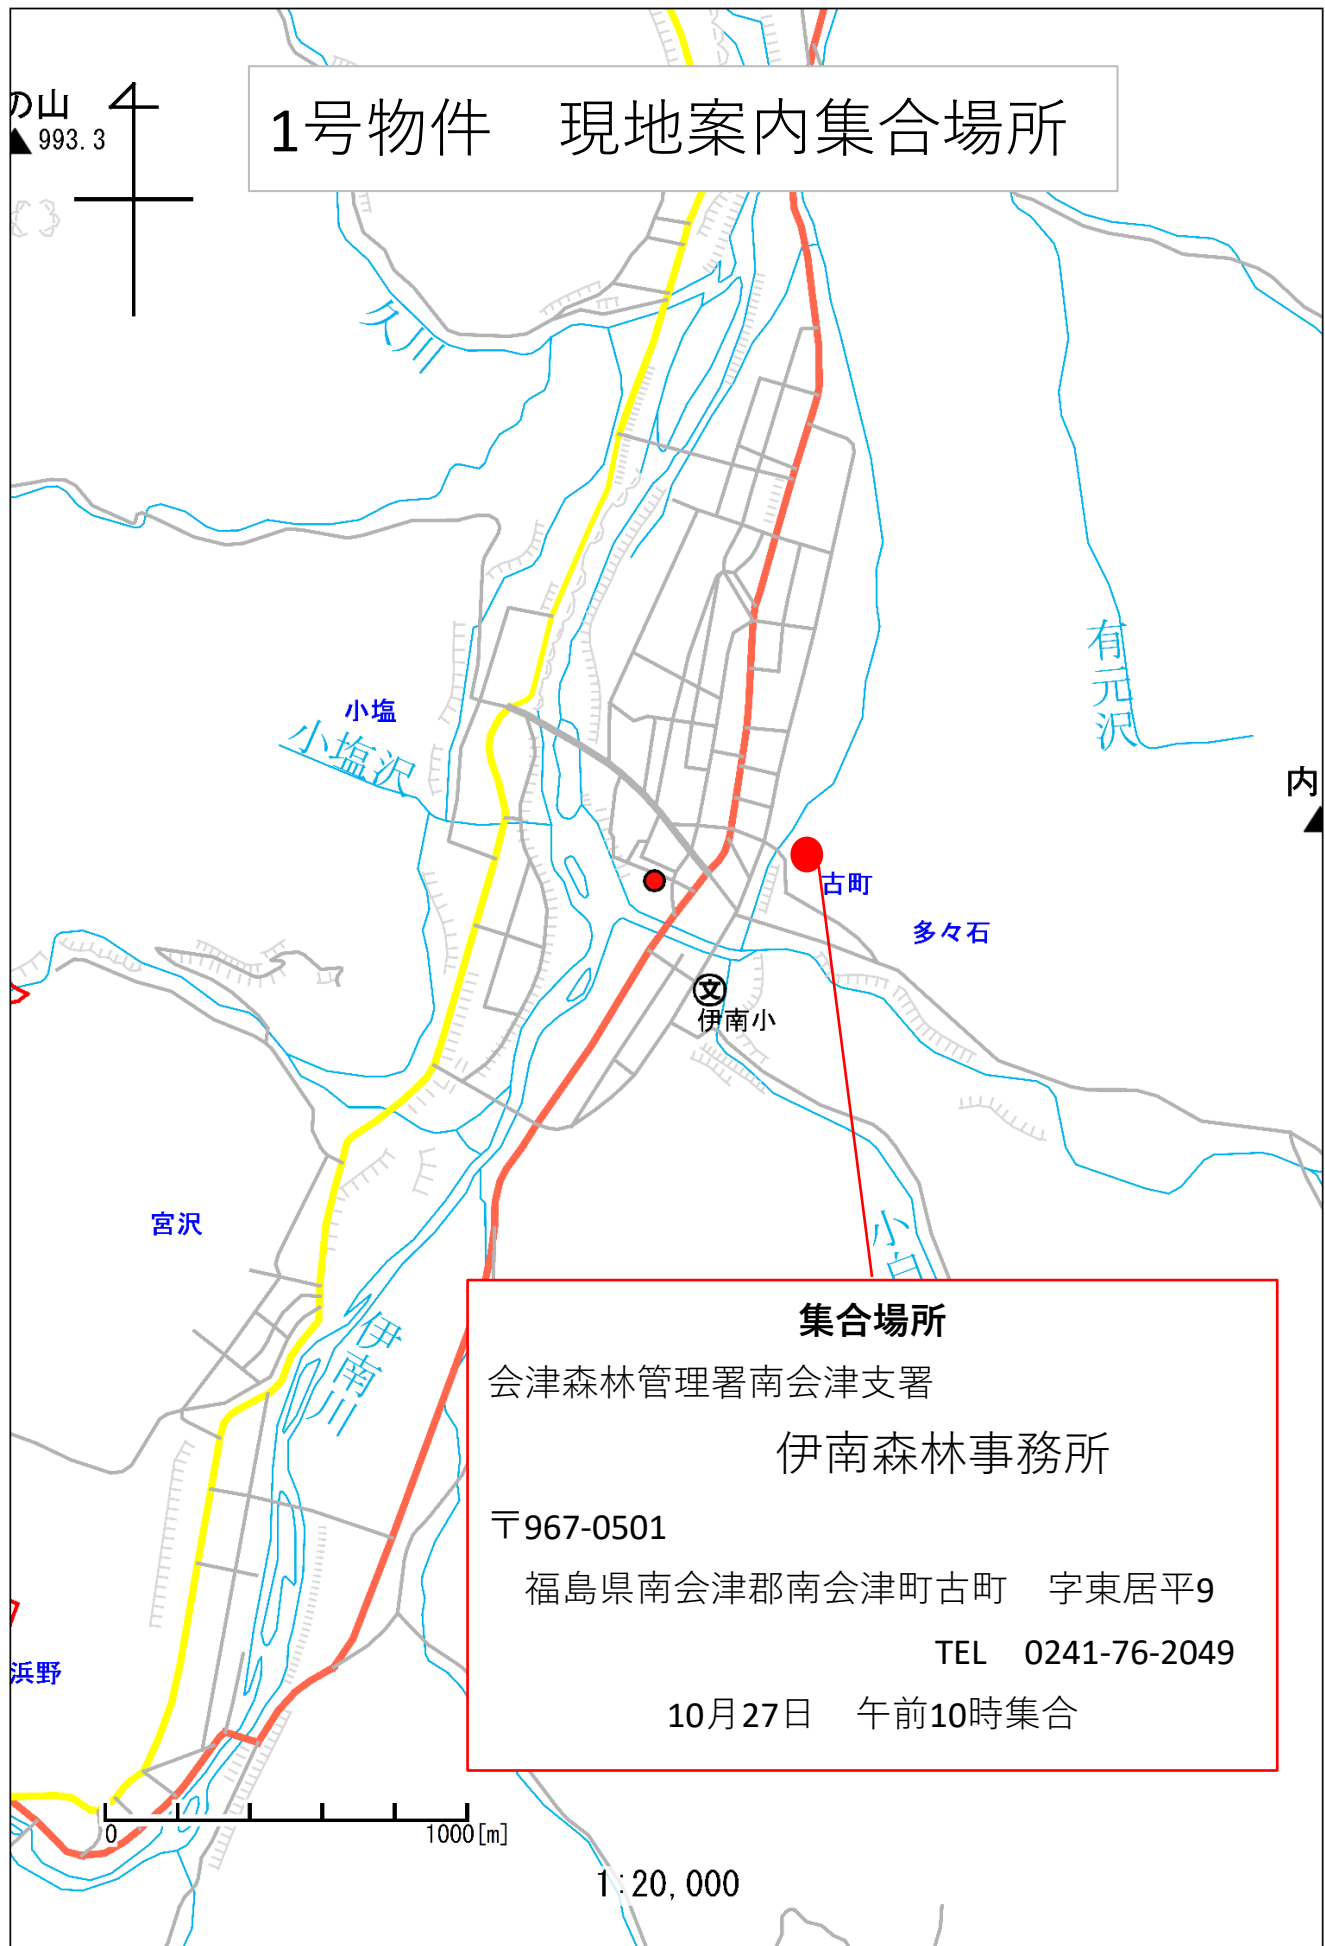 の山
993.3
1号物件　現地案内集合場所
久川
有元沢
小塩
小塩沢
内
古町
多々石
文
伊南小
宮沢
小白
伊南川
集合場所
会津森林管理署南会津支署
伊南森林事務所
〒967-0501
福島県南会津郡南会津町古町　字東居平9
TEL　0241-76-2049
10月27日　午前10時集合
浜野
0
1000[m]
1:20,000